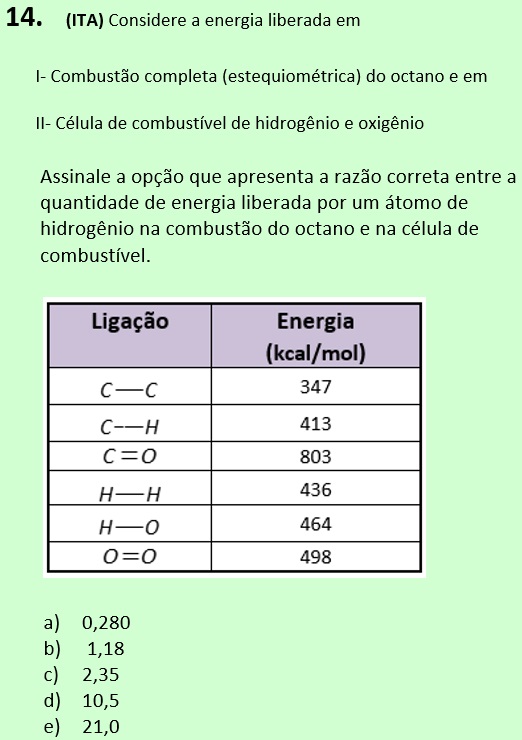 14. (ITA) Considere a energia liberada em
I- Combustão completa (estequiométrica) do octano e em
II- Célula de combustível de hidrogênio e oxigênio
Assinale a opção que apresenta a razão correta entre a
quantidade de energia liberada por um átomo de
hidrogênio na combustão do octano e na célula de
combustível.
Ligação Energia
(kcal/mol)
C—C 347
C--—H 413
C=O 803
H—H 436
H—O 464
O=O 498
a) 0,280
b) 1,18
c) 2,35
d) 10,5
e) 21,0